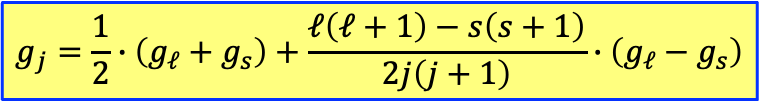 g_j = 1/2 · (g_ℓ + g_s) + ℓ(ℓ + 1) − s(s + 1) / 2j(j + 1) · (g_ℓ − g_s)